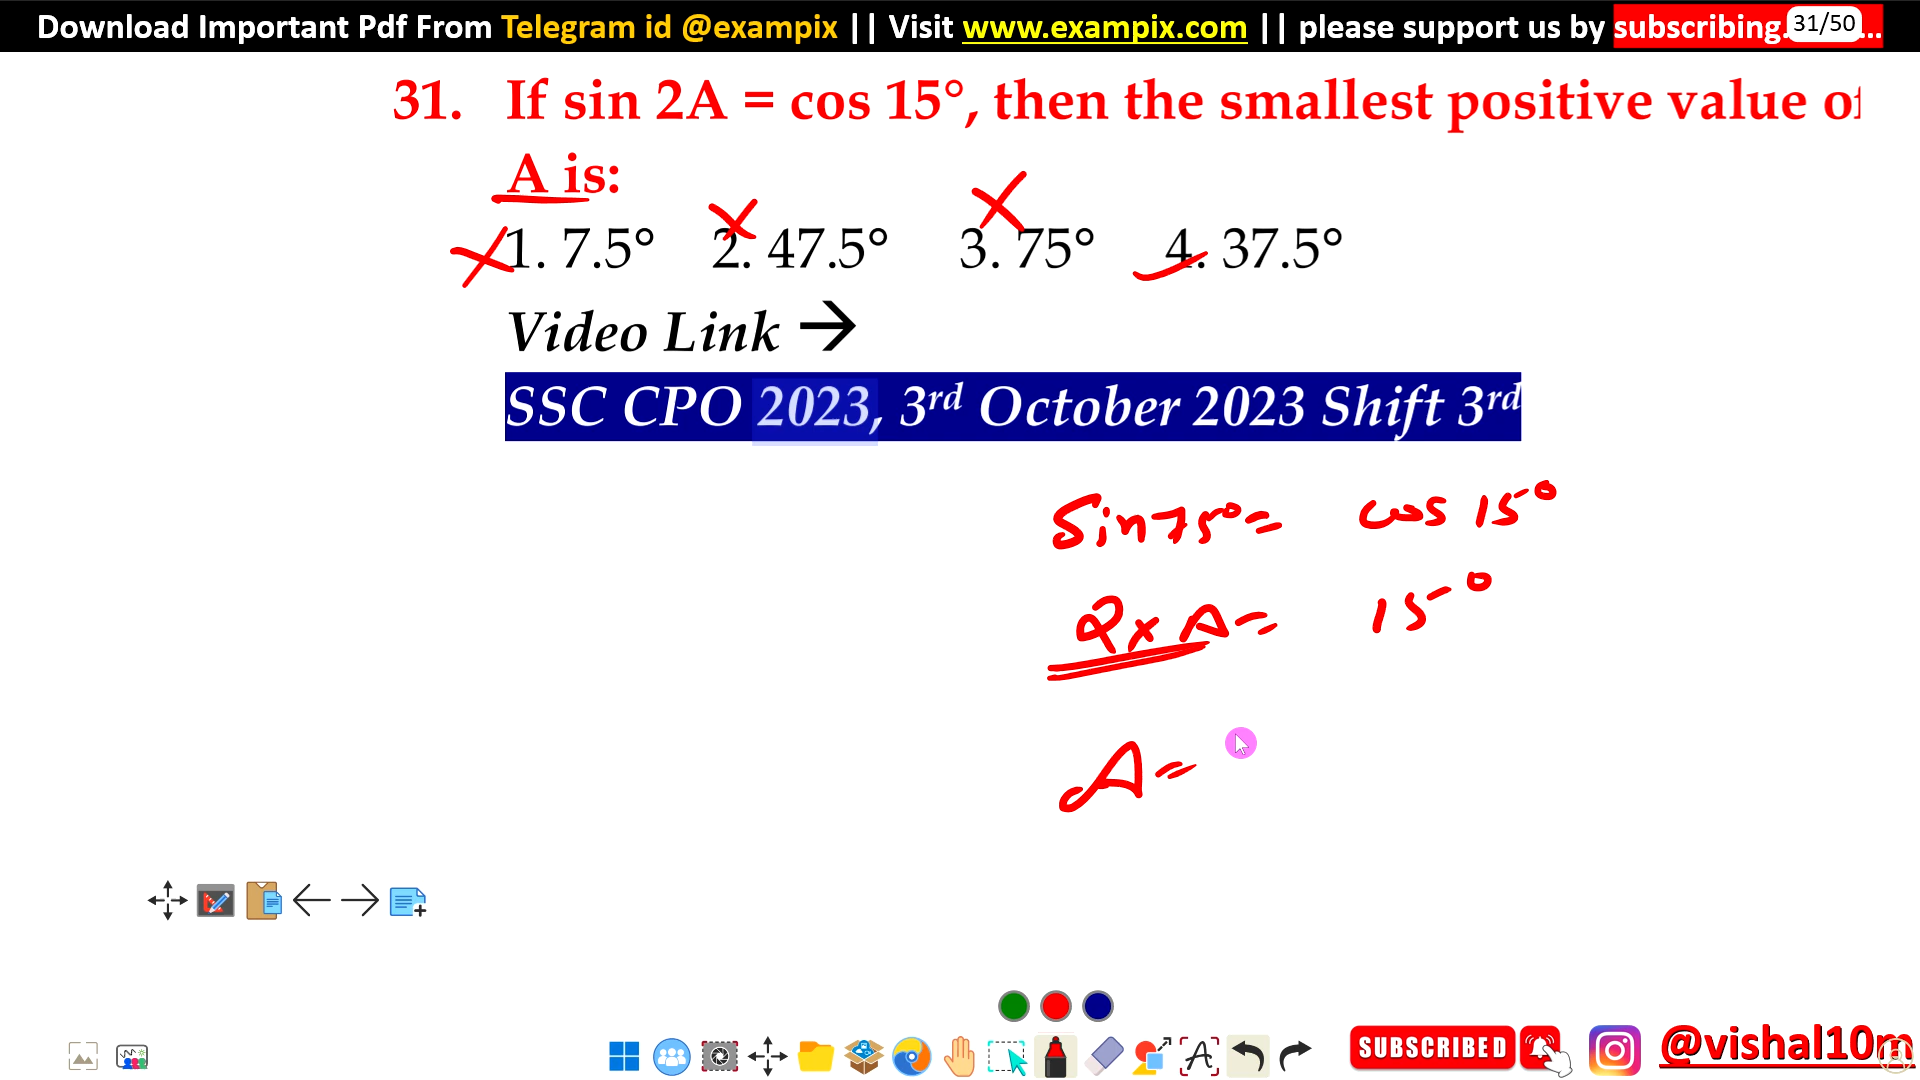 Download Important Pdf From Telegram id @exampix || Visit www.exampix.com || please support us by subscribing.
31/50
...
31. If sin 2A = cos 15°, then the smallest positive value of
A is:
1. 7.5° 2. 47.5° 3. 75° 4. 37.5°
Video Link →
SSC CPO 2023, 3rd October 2023 Shift 3rd
Sin75° = cos 15°
2 x A = 15°
A =
SUBSCRIBED
@vishal10m